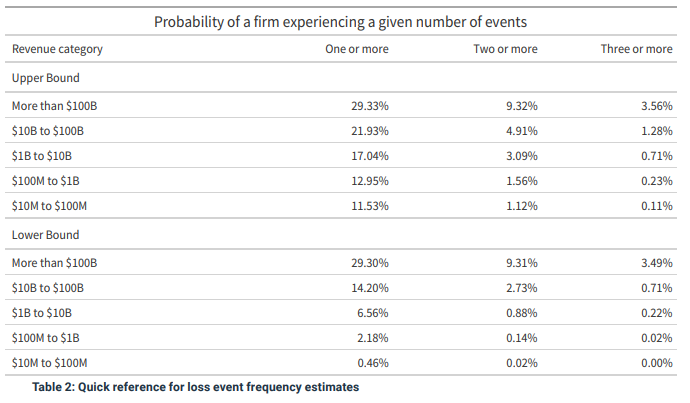 Probability of a firm experiencing a given number of events
Revenue category One or more Two or more Three or more
Upper Bound
More than $100B 29.33% 9.32% 3.56%
$10B to $100B 21.93% 4.91% 1.28%
$1B to $10B 17.04% 3.09% 0.71%
$100M to $1B 12.95% 1.56% 0.23%
$10M to $100M 11.53% 1.12% 0.11%
Lower Bound
More than $100B 29.30% 9.31% 3.49%
$10B to $100B 14.20% 2.73% 0.71%
$1B to $10B 6.56% 0.88% 0.22%
$100M to $1B 2.18% 0.14% 0.02%
$10M to $100M 0.46% 0.02% 0.00%
Table 2: Quick reference for loss event frequency estimates